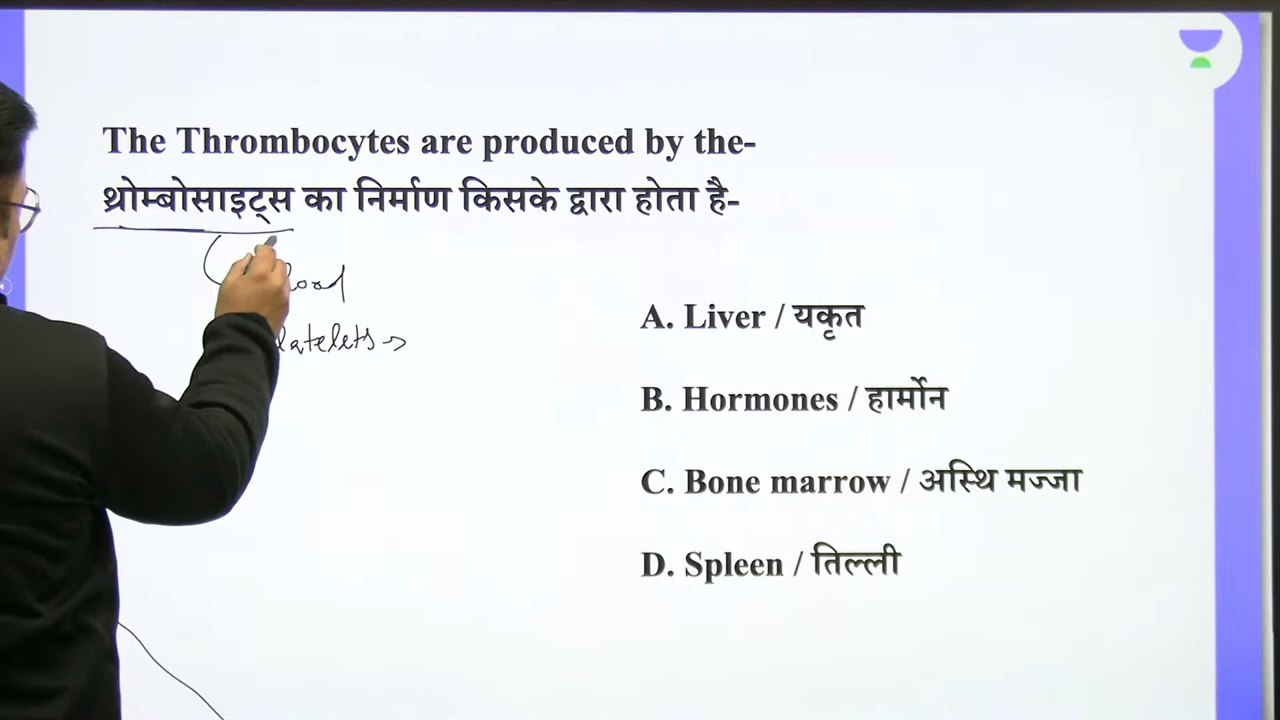 The Thrombocytes are produced by the-
थ्रोम्बोसाइट्स का निर्माण किसके द्वारा होता है-
A. Liver / यकृत
B. Hormones / हार्मोन
C. Bone marrow / अस्थि मज्जा
D. Spleen / तिल्ली